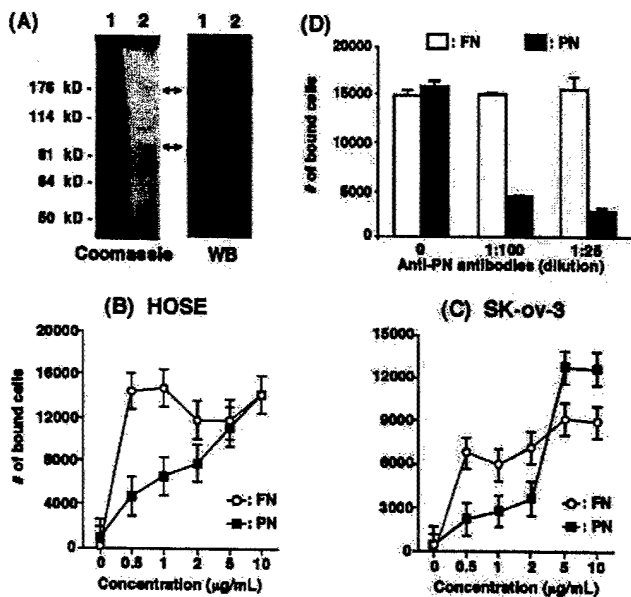 (A)
1 2 1 2
176 kD -
114 kD -
81 kD -
64 kD -
50 kD -
Coomassie WB
(D)
: FN : PN
# of bound cells
20000
15000
10000
5000
0
0 1:100 1:25
Anti-PN antibodies (dilution)
(B) HOSE
# of bound cells
20000
16000
12000
8000
4000
0
: FN
: PN
0 0.5 1 2 5 10
Concentration (μg/mL)
(C) SK-ov-3
15000
12000
9000
6000
3000
0
: FN
: PN
0 0.5 1 2 5 10
Concentration (μg/mL)